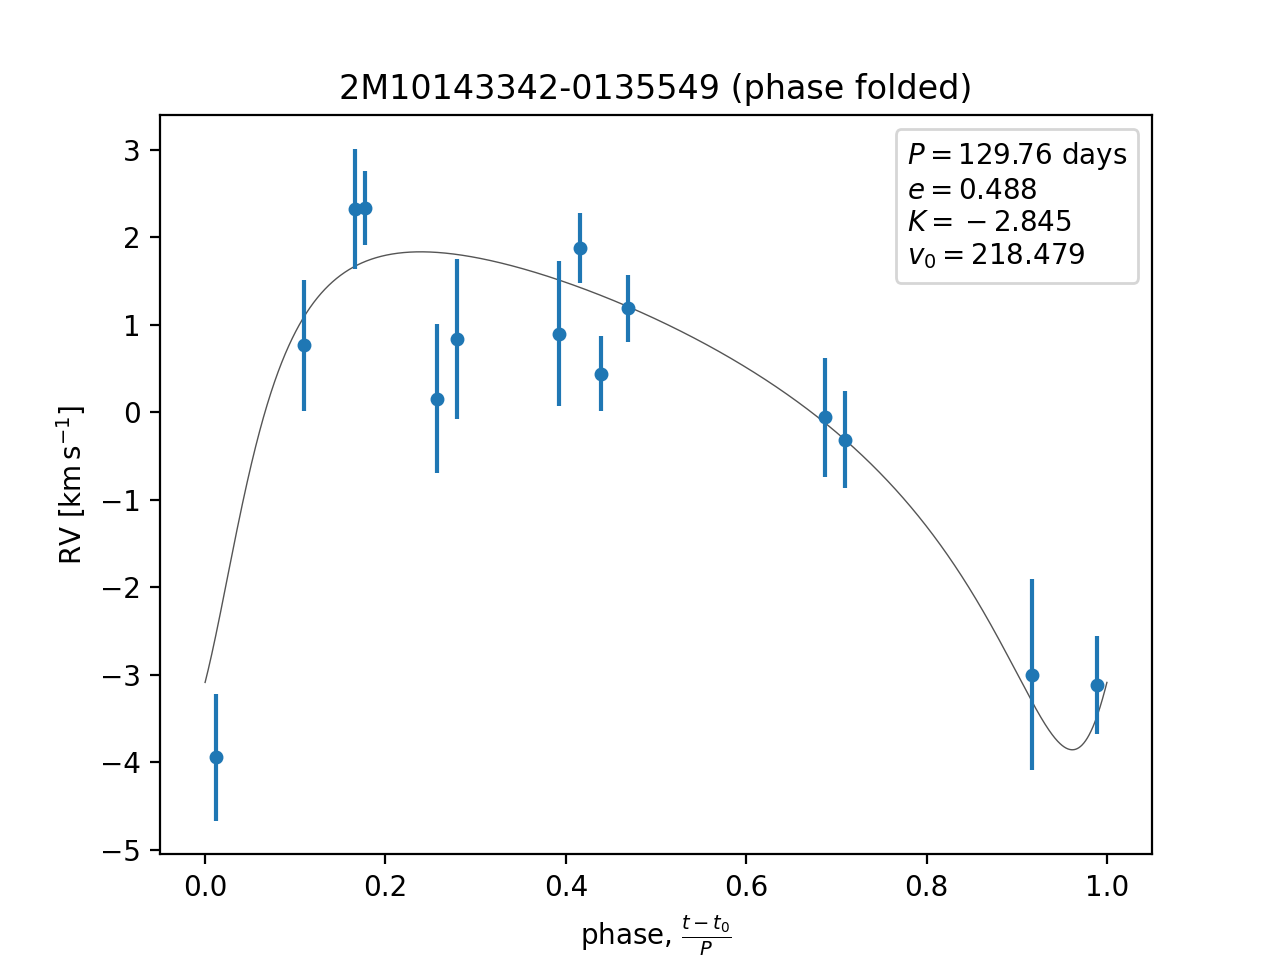 2M10143342-0135549 (phase folded)
P = 129.76 days
e = 0.488
K = −2.845
v₀ = 218.479
3
2
1
0
−1
−2
−3
−4
−5
RV [km s⁻¹]
0.0 0.2 0.4 0.6 0.8 1.0
phase, (t − t₀)/P